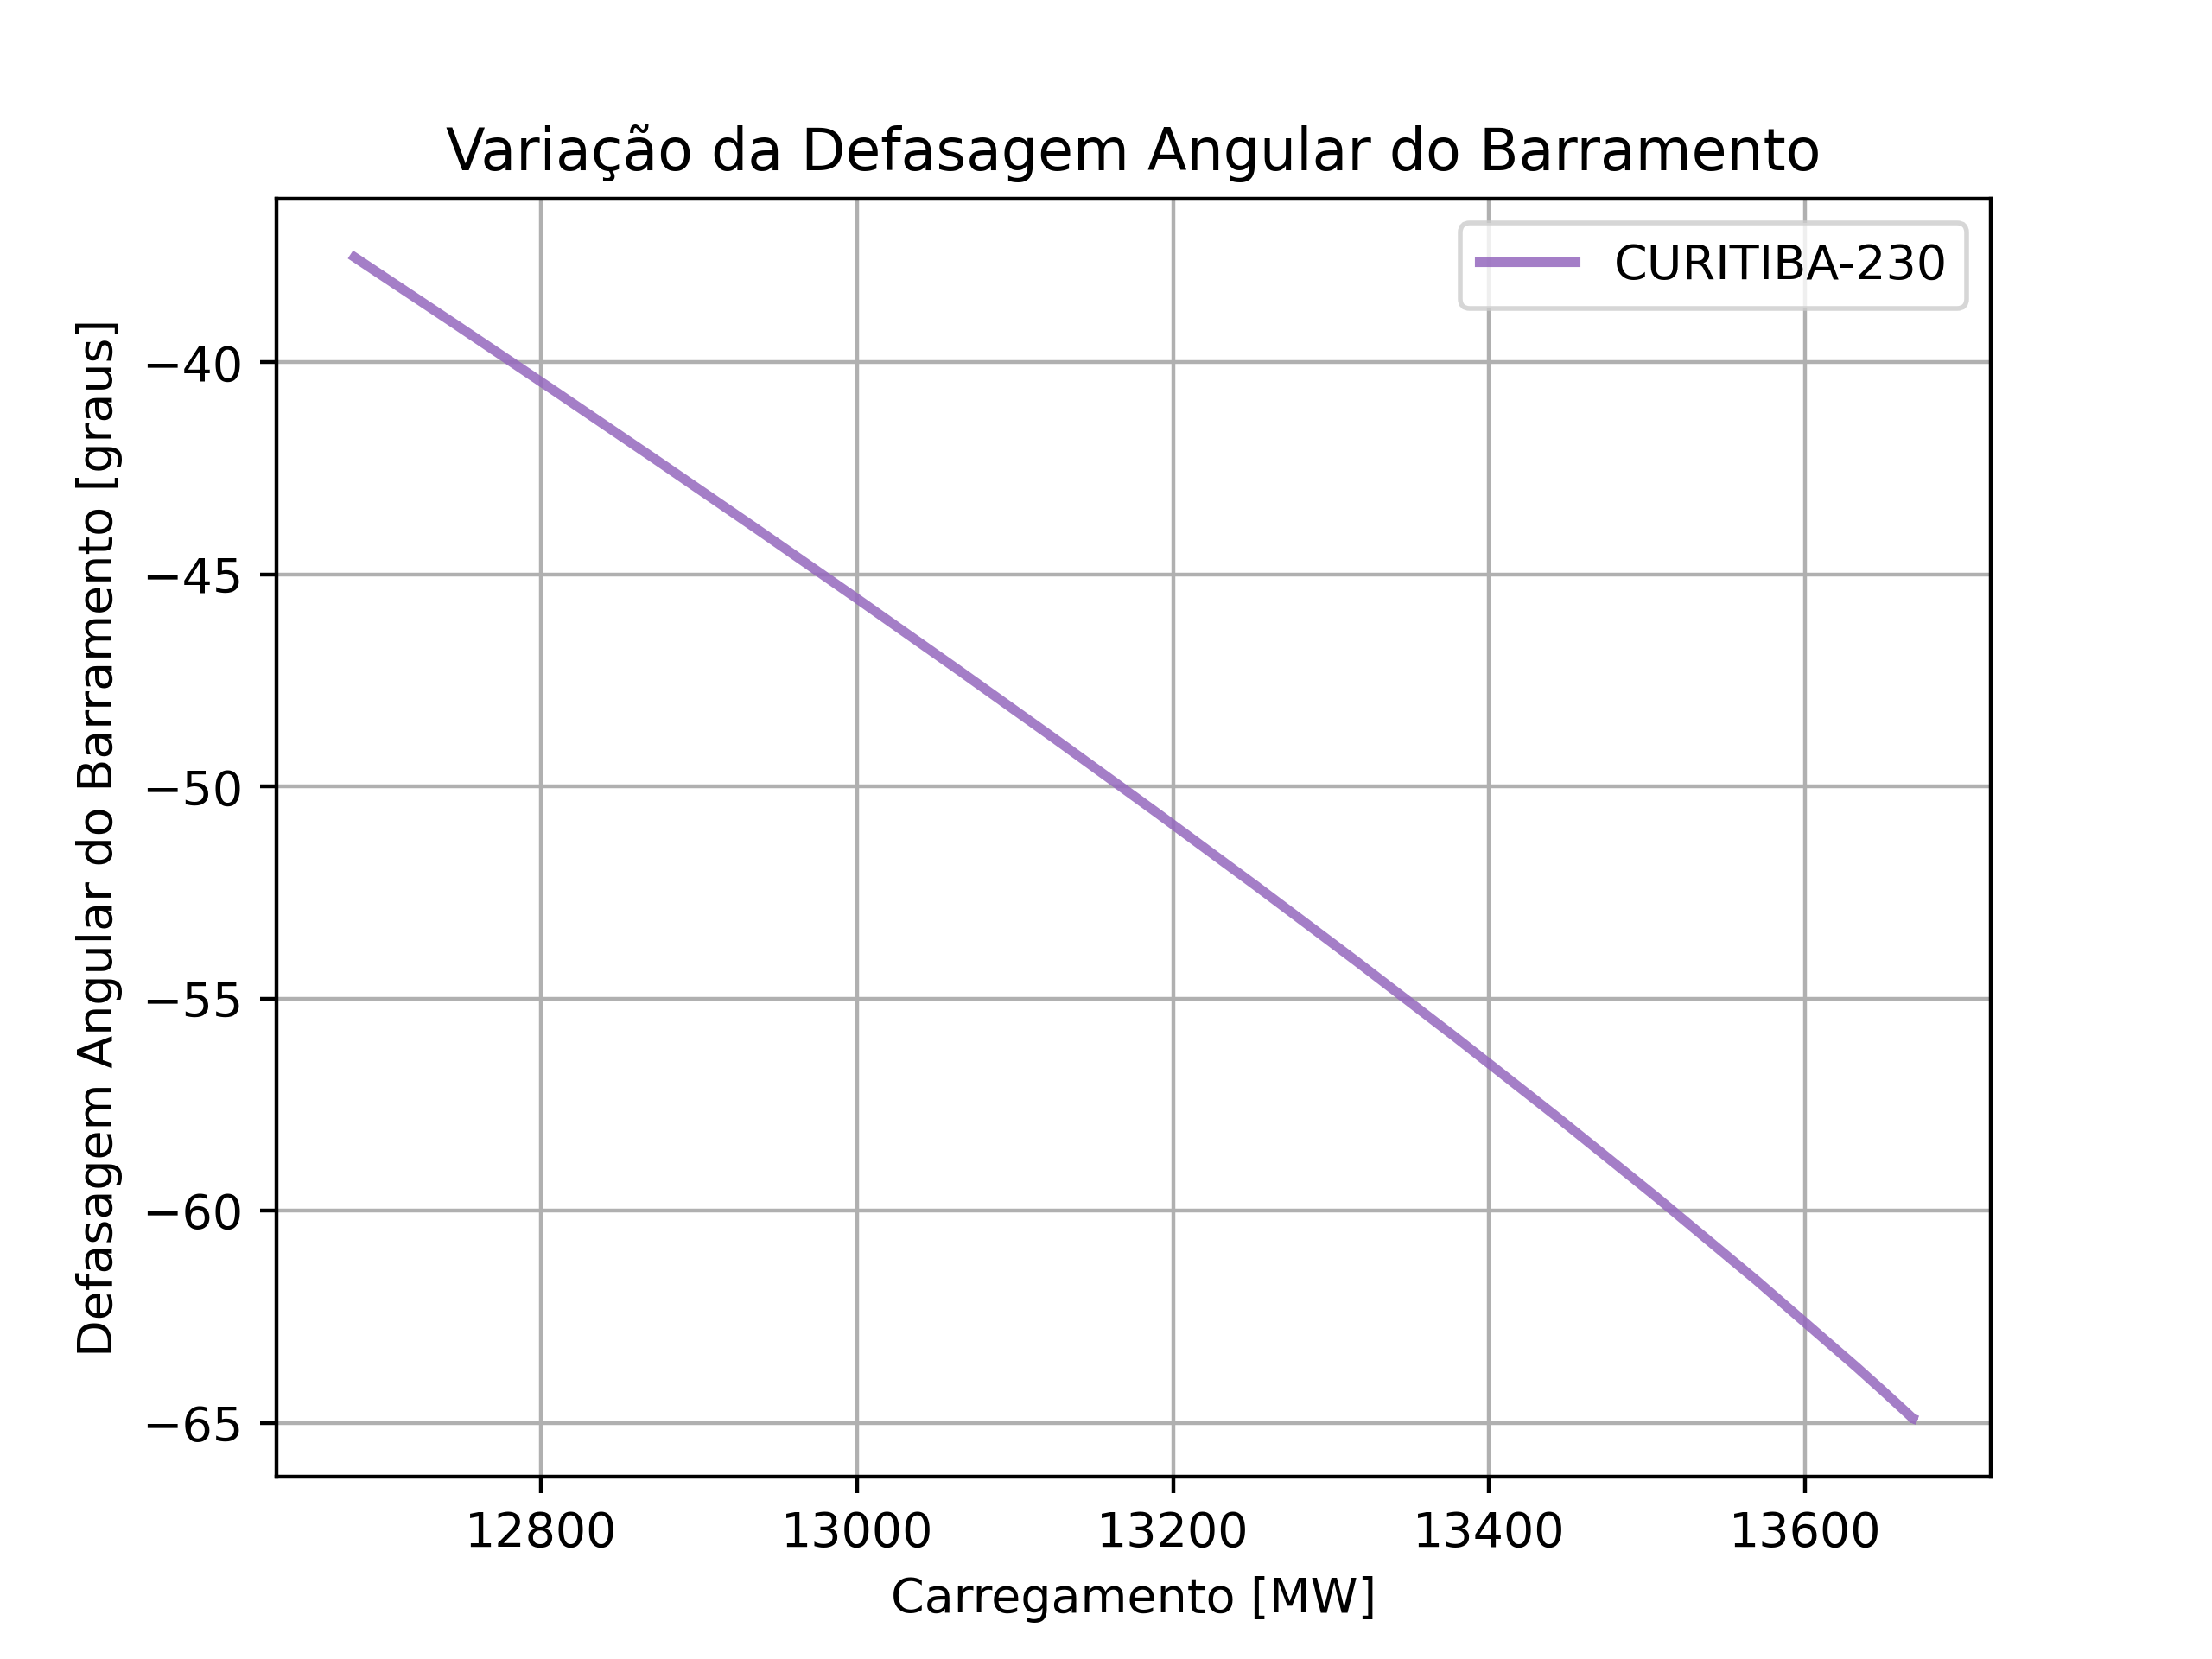 Variação da Defasagem Angular do Barramento
CURITIBA-230
Defasagem Angular do Barramento [graus]
−40
−45
−50
−55
−60
−65
12800 13000 13200 13400 13600
Carregamento [MW]